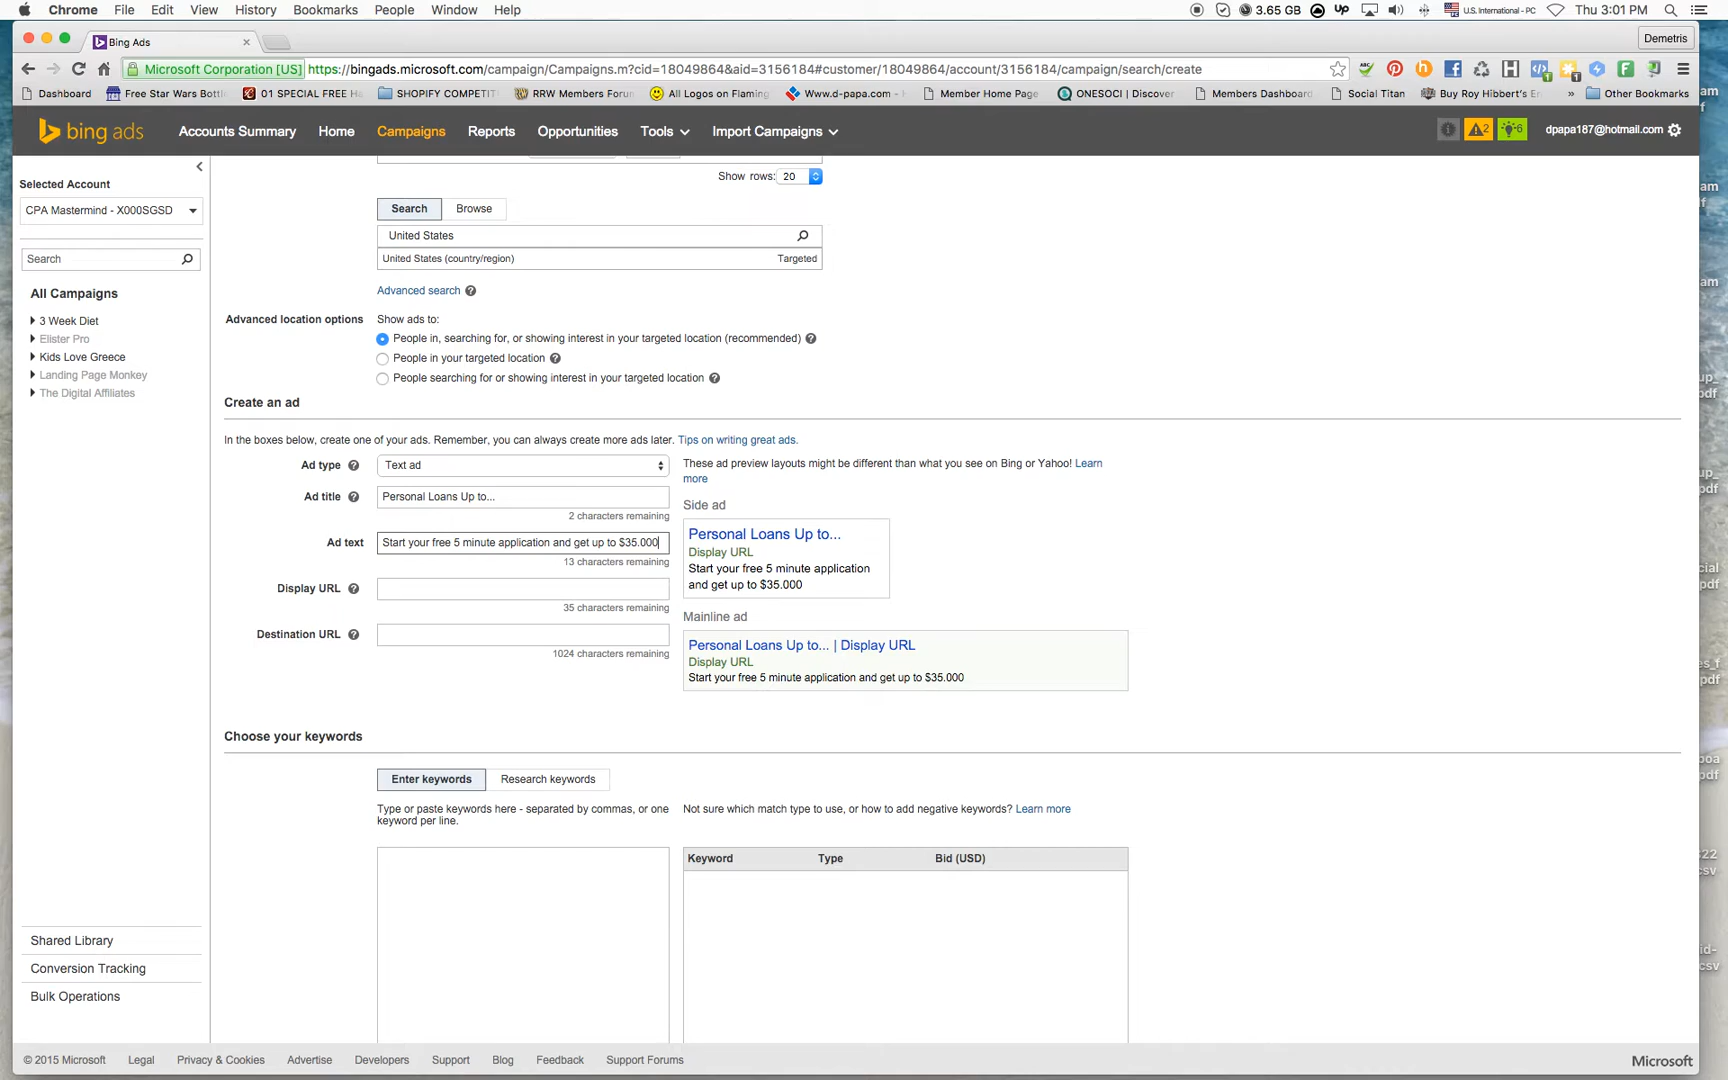 Chrome File Edit View History Bookmarks People Window Help 3.65 GB UP U.S. International - PC Thu 3:01 PM
Bing Ads Demetris
Microsoft Corporation [US] https://bingads.microsoft.com/campaign/Campaigns.m?cid=18049864&aid=3156184#customer/18049864/account/3156184/campaign/search/create
Dashboard Free Star Wars Bottl 01 SPECIAL FREE Ha SHOPIFY COMPETIT RRW Members Forum All Logos on Flaming Www.d-papa.com - Member Home Page ONESOCI | Discover Members Dashboard Social Titan Buy Roy Hibbert's En » Other Bookmarks
bing ads Accounts Summary Home Campaigns Reports Opportunities Tools Import Campaigns 2 6 dpapa187@hotmail.com
Selected Account
CPA Mastermind - X000SGSD
Search
All Campaigns
3 Week Diet
Elister Pro
Kids Love Greece
Landing Page Monkey
The Digital Affiliates
Shared Library
Conversion Tracking
Bulk Operations
Show rows: 20
Search Browse
United States
United States (country/region) Targeted
Advanced search
Advanced location options Show ads to:
People in, searching for, or showing interest in your targeted location (recommended)
People in your targeted location
People searching for or showing interest in your targeted location
Create an ad
In the boxes below, create one of your ads. Remember, you can always create more ads later. Tips on writing great ads.
Ad type Text ad
Ad title Personal Loans Up to...
2 characters remaining
Ad text Start your free 5 minute application and get up to $35.000
13 characters remaining
Display URL
35 characters remaining
Destination URL
1024 characters remaining
These ad preview layouts might be different than what you see on Bing or Yahoo! Learn
more
Side ad
Personal Loans Up to...
Display URL
Start your free 5 minute application
and get up to $35.000
Mainline ad
Personal Loans Up to... | Display URL
Display URL
Start your free 5 minute application and get up to $35.000
Choose your keywords
Enter keywords Research keywords
Type or paste keywords here - separated by commas, or one
keyword per line.
Not sure which match type to use, or how to add negative keywords? Learn more
Keyword Type Bid (USD)
© 2015 Microsoft Legal Privacy & Cookies Advertise Developers Support Blog Feedback Support Forums Microsoft